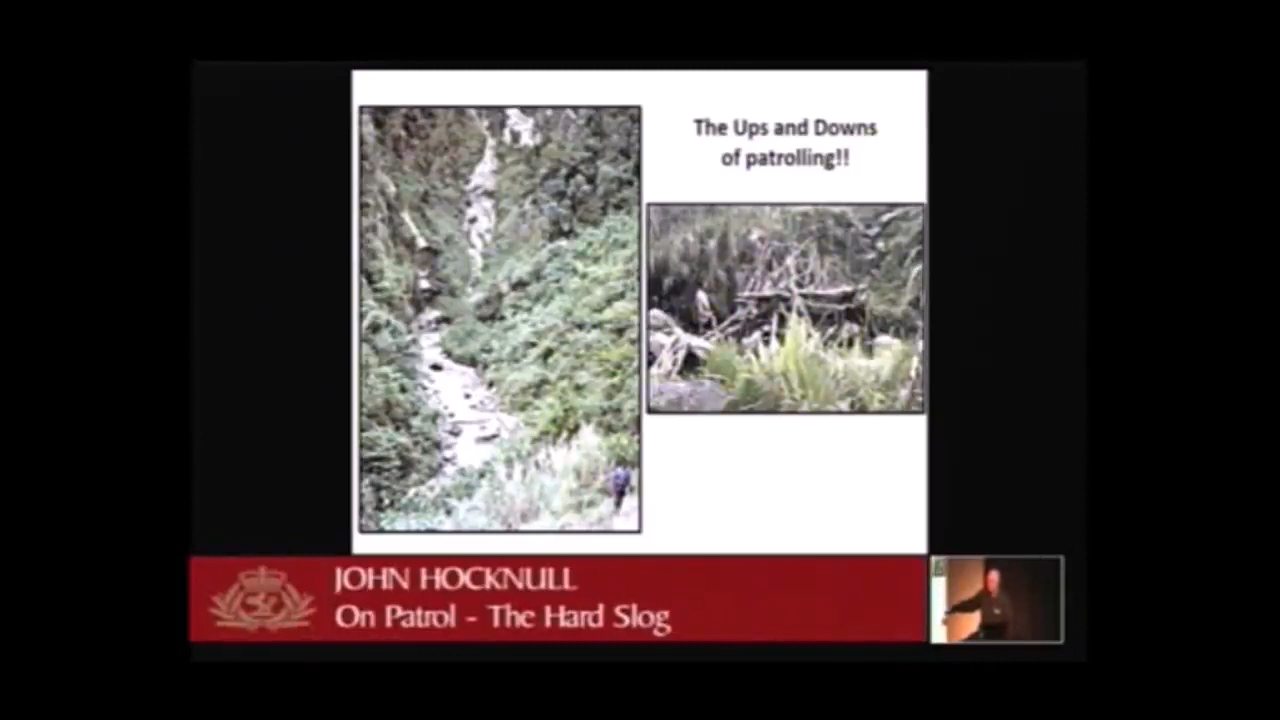 The Ups and Downs
of patrolling!!
JOHN HOCKNULL
On Patrol - The Hard Slog